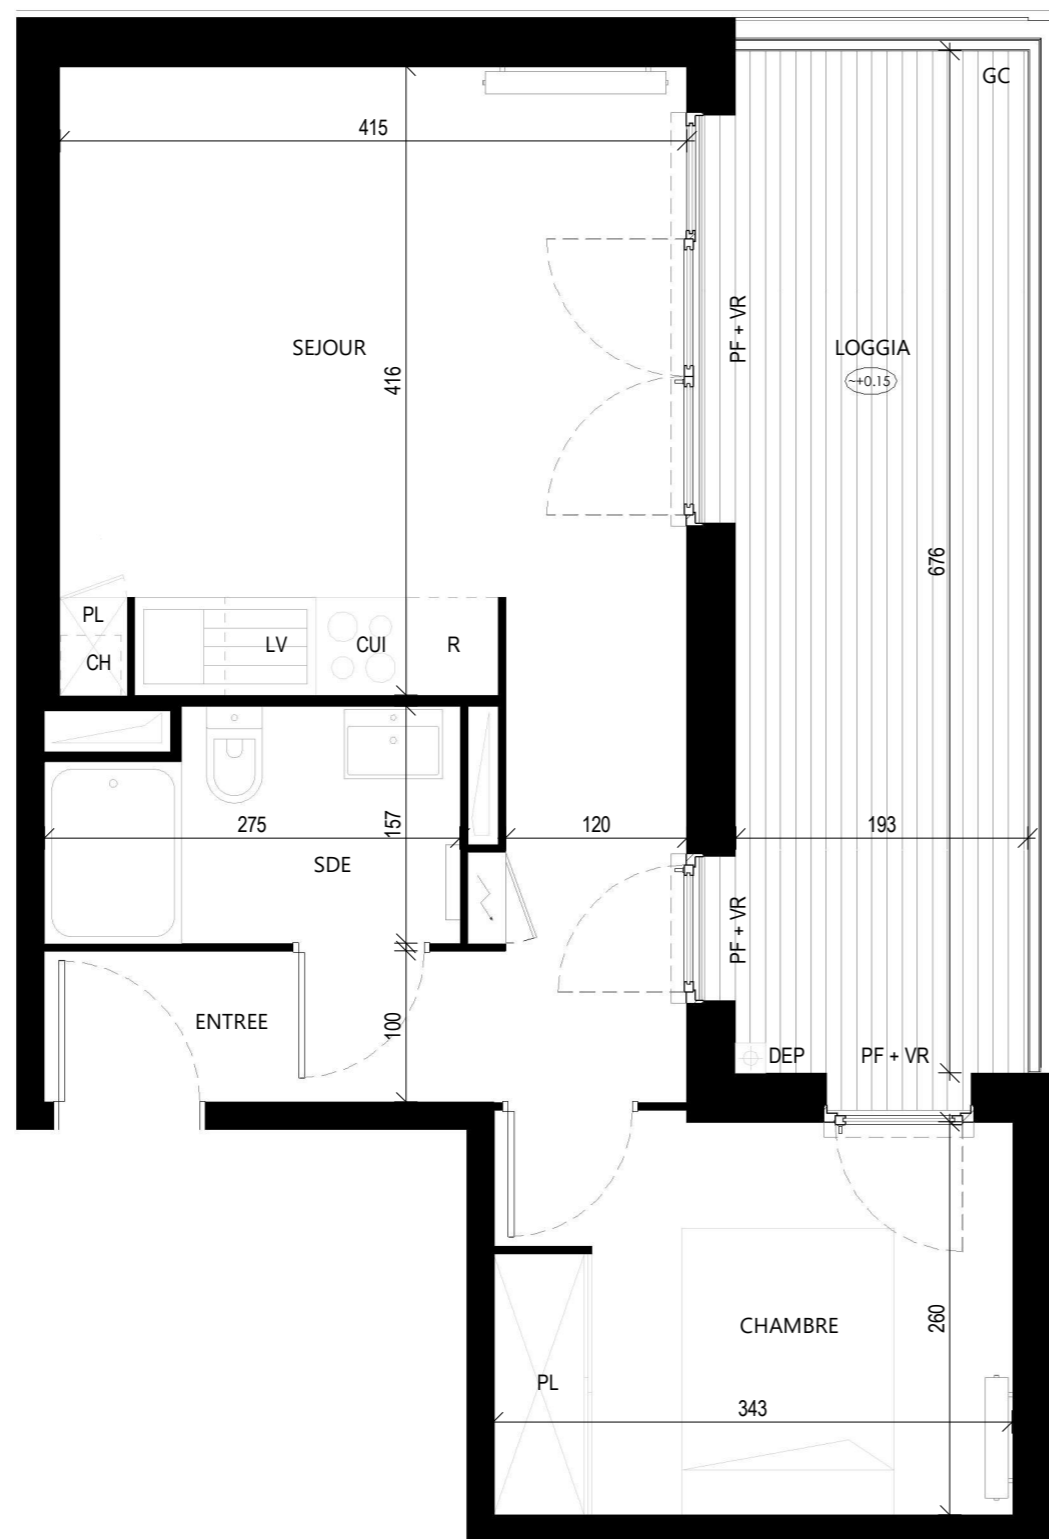 GC
415
SEJOUR
PF + VR
LOGGIA
~+0.15
416
676
PL
CH
LV
CUI
R
275
157
120
193
SDE
PF + VR
ENTREE
100
DEP
PF + VR
CHAMBRE
260
PL
343